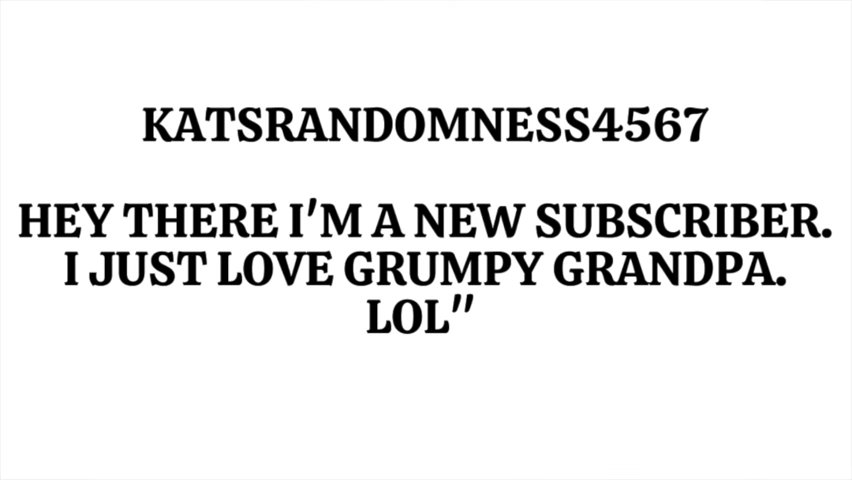 KATSRANDOMNESS4567
HEY THERE I'M A NEW SUBSCRIBER.
I JUST LOVE GRUMPY GRANDPA.
LOL"